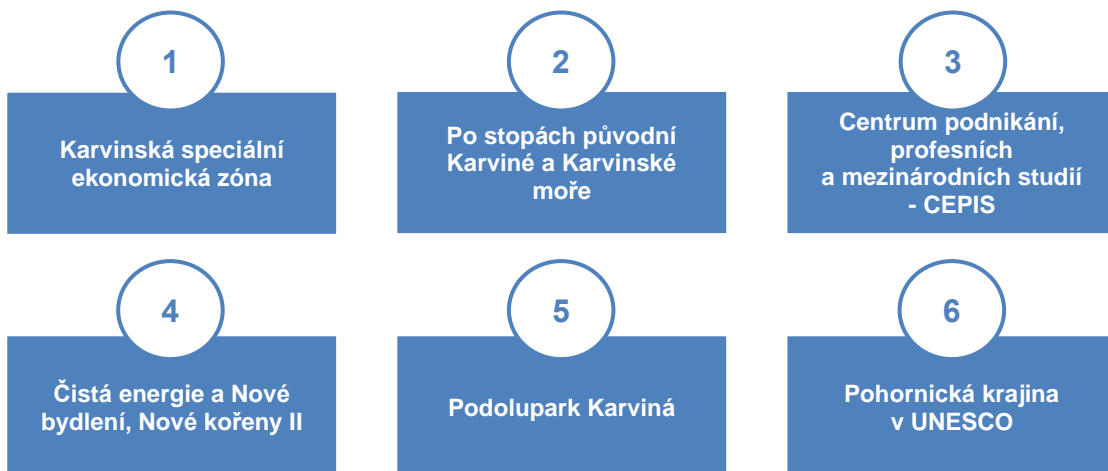 1
Karvinská speciální
ekonomická zóna
2
Po stopách původní
Karviné a Karvinské
moře
3
Centrum podnikání,
profesních
a mezinárodních studií
- CEPIS
4
Čistá energie a Nové
bydlení, Nové kořeny II
5
Podolupark Karviná
6
Pohornická krajina
v UNESCO